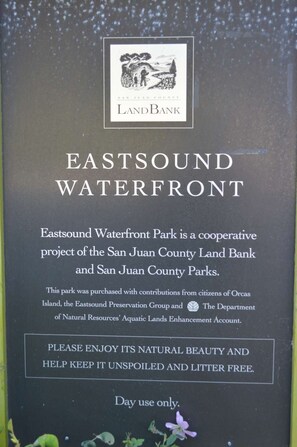 SAN JUAN COUNTY
LANDBANK
EASTSOUND
WATERFRONT
Eastsound Waterfront Park is a cooperative
project of the San Juan County Land Bank
and San Juan County Parks.
This park was purchased with contributions from citizens of Orcas
Island, the Eastsound Preservation Group and The Department
of Natural Resources' Aquatic Lands Enhancement Account.
PLEASE ENJOY ITS NATURAL BEAUTY AND
HELP KEEP IT UNSPOILED AND LITTER FREE.
Day use only.